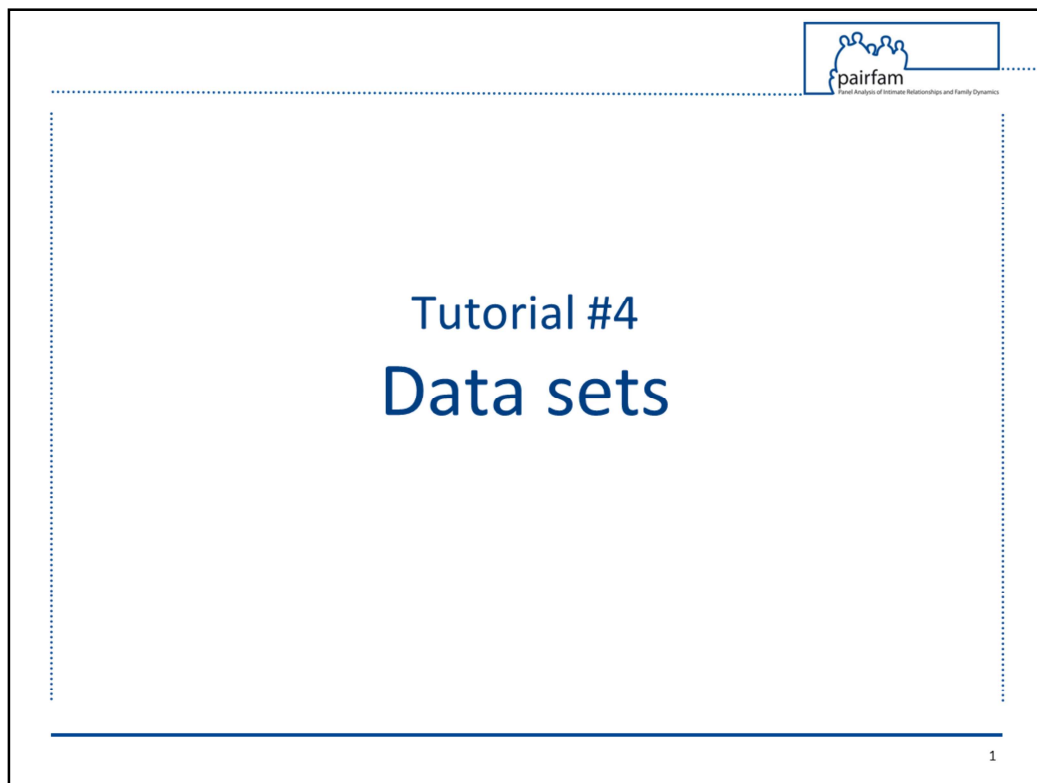 pairfam
Panel Analysis of Intimate Relationships and Family Dynamics
Tutorial #4
Data sets
1